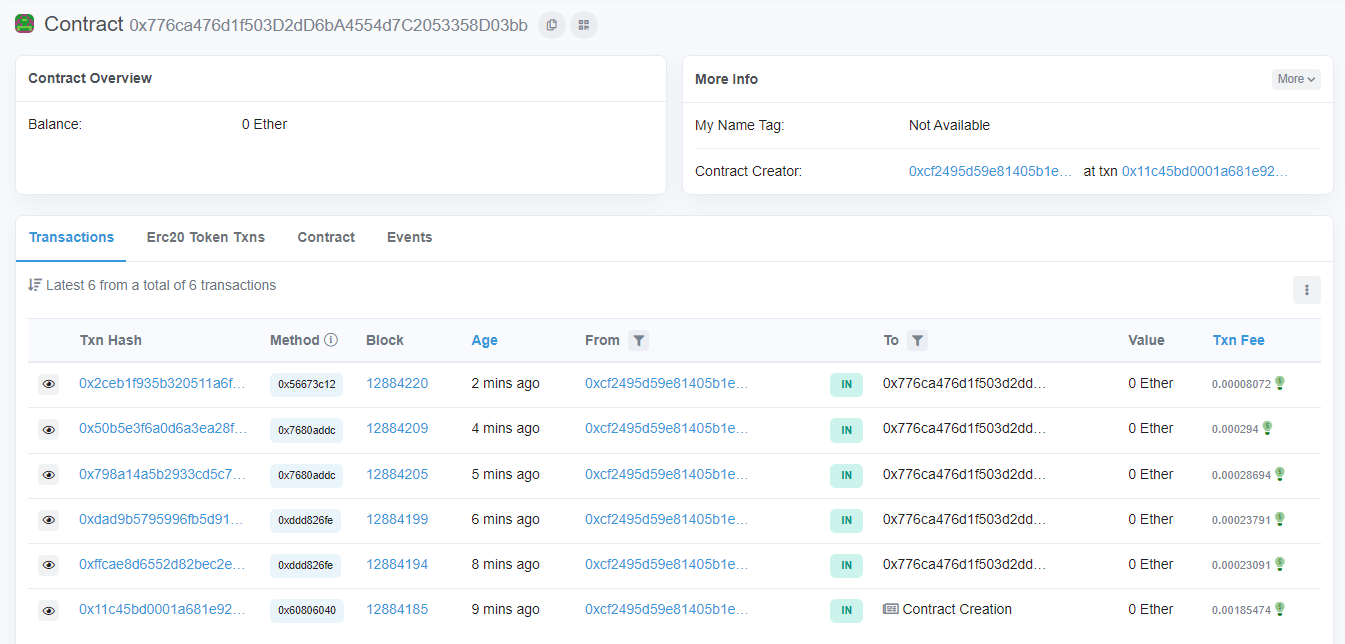 Contract 0x776ca476d1f503D2dD6bA4554d7C2053358D03bb
Contract Overview
Balance: 0 Ether
More Info More
My Name Tag: Not Available
Contract Creator: 0xcf2495d59e81405b1e… at txn 0x11c45bd0001a681e92…
Transactions Erc20 Token Txns Contract Events
Latest 6 from a total of 6 transactions
Txn Hash Method Block Age From To Value Txn Fee
0x2ceb1f935b320511a6f… 0x56673c12 12884220 2 mins ago 0xcf2495d59e81405b1e… IN 0x776ca476d1f503d2dd… 0 Ether 0.00008072
0x50b5e3f6a0d6a3ea28f… 0x7680addc 12884209 4 mins ago 0xcf2495d59e81405b1e… IN 0x776ca476d1f503d2dd… 0 Ether 0.000294
0x798a14a5b2933cd5c7… 0x7680addc 12884205 5 mins ago 0xcf2495d59e81405b1e… IN 0x776ca476d1f503d2dd… 0 Ether 0.00028694
0xdad9b5795996fb5d91… 0xddd826fe 12884199 6 mins ago 0xcf2495d59e81405b1e… IN 0x776ca476d1f503d2dd… 0 Ether 0.00023791
0xffcae8d6552d82bec2e… 0xddd826fe 12884194 8 mins ago 0xcf2495d59e81405b1e… IN 0x776ca476d1f503d2dd… 0 Ether 0.00023091
0x11c45bd0001a681e92… 0x60806040 12884185 9 mins ago 0xcf2495d59e81405b1e… IN Contract Creation 0 Ether 0.00185474